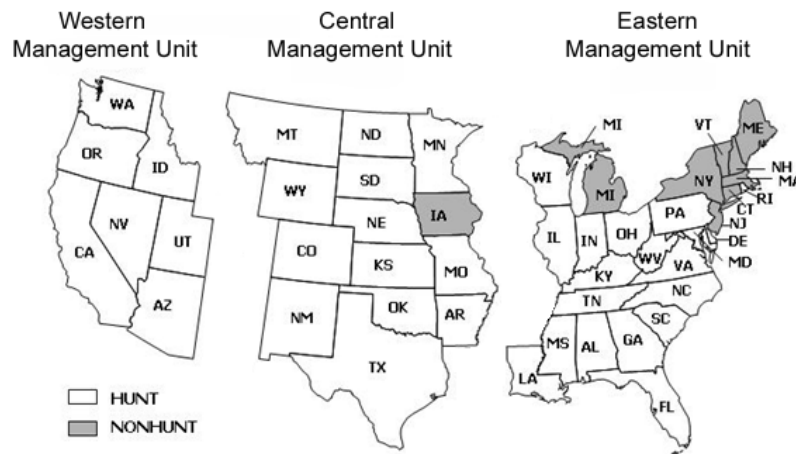 Western
Management Unit
Central
Management Unit
Eastern
Management Unit
WA
OR
ID
NV
CA
UT
AZ
MT
ND
MN
WY
SD
NE
IA
CO
KS
MO
NM
OK
AR
TX
MI
VT
ME
NH
MA
RI
CT
NJ
DE
MD
WI
MI
NY
PA
IL
IN
OH
WV
VA
KY
NC
TN
SC
MS
AL
GA
LA
FL
HUNT
NONHUNT